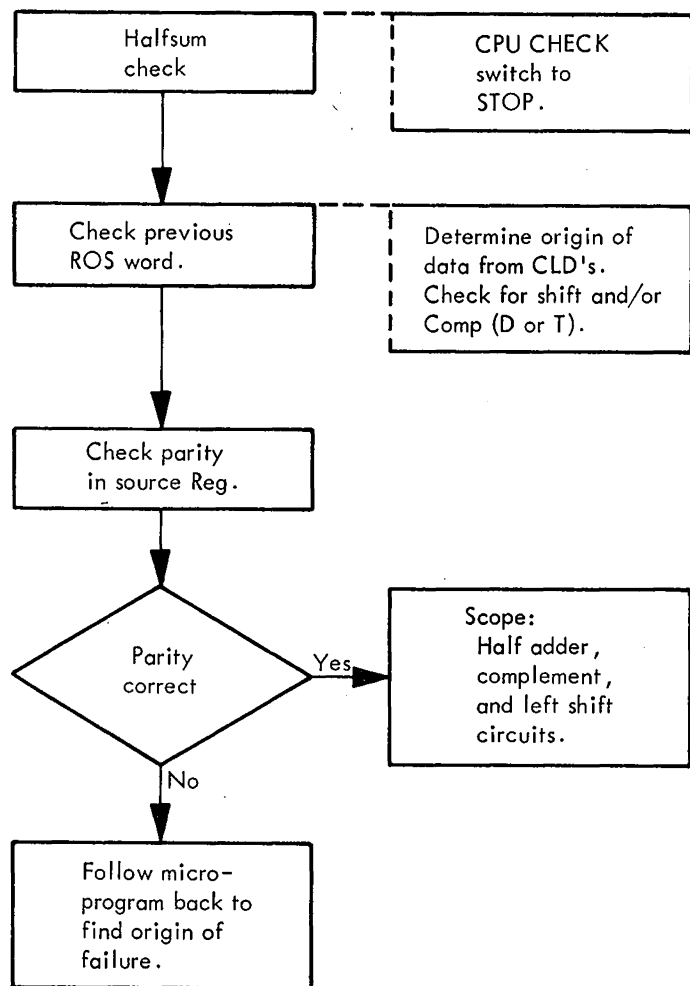 Halfsum
check
CPU CHECK
switch to
STOP.
Check previous
ROS word.
Determine origin of
data from CLD's.
Check for shift and/or
Comp (D or T).
Check parity
in source Reg.
Parity
correct
Yes
Scope:
Half adder,
complement,
and left shift
circuits.
No
Follow micro-
program back to
find origin of
failure.